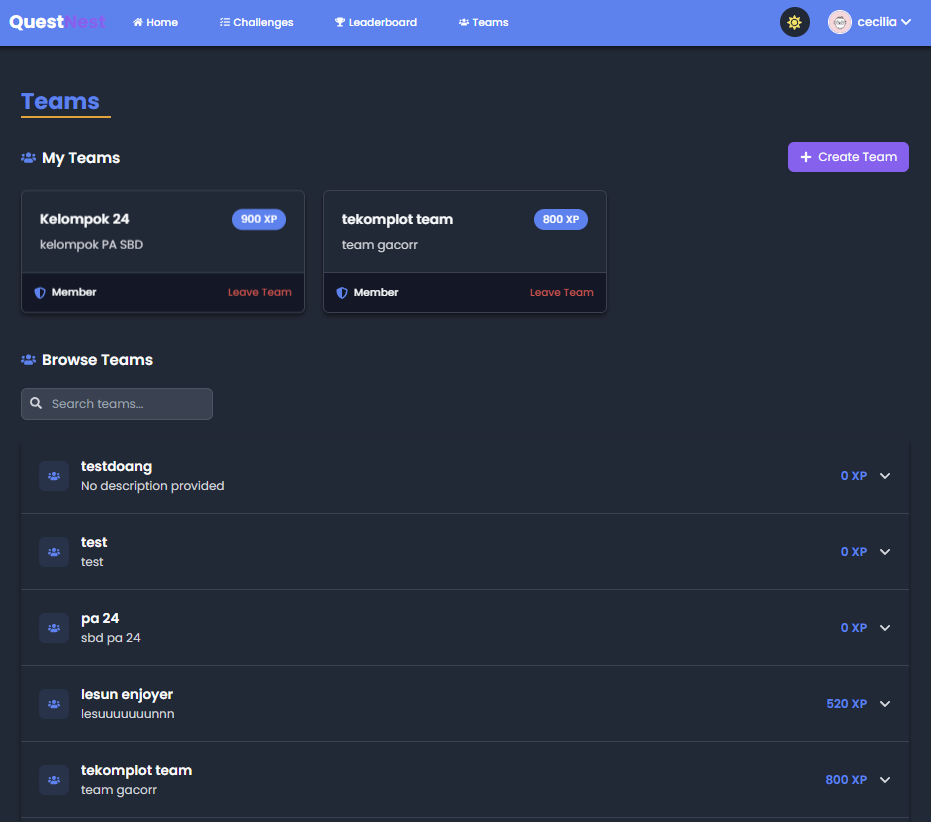 QuestNest Home Challenges Leaderboard Teams cecilia
Teams
My Teams Create Team
Kelompok 24 900 XP
kelompok PA SBD
Member Leave Team
tekomplot team 800 XP
team gacorr
Member Leave Team
Browse Teams
Search teams...
testdoang
No description provided
0 XP
test
test
0 XP
pa 24
sbd pa 24
0 XP
lesun enjoyer
lesuuuuuuunnn
520 XP
tekomplot team
team gacorr
800 XP